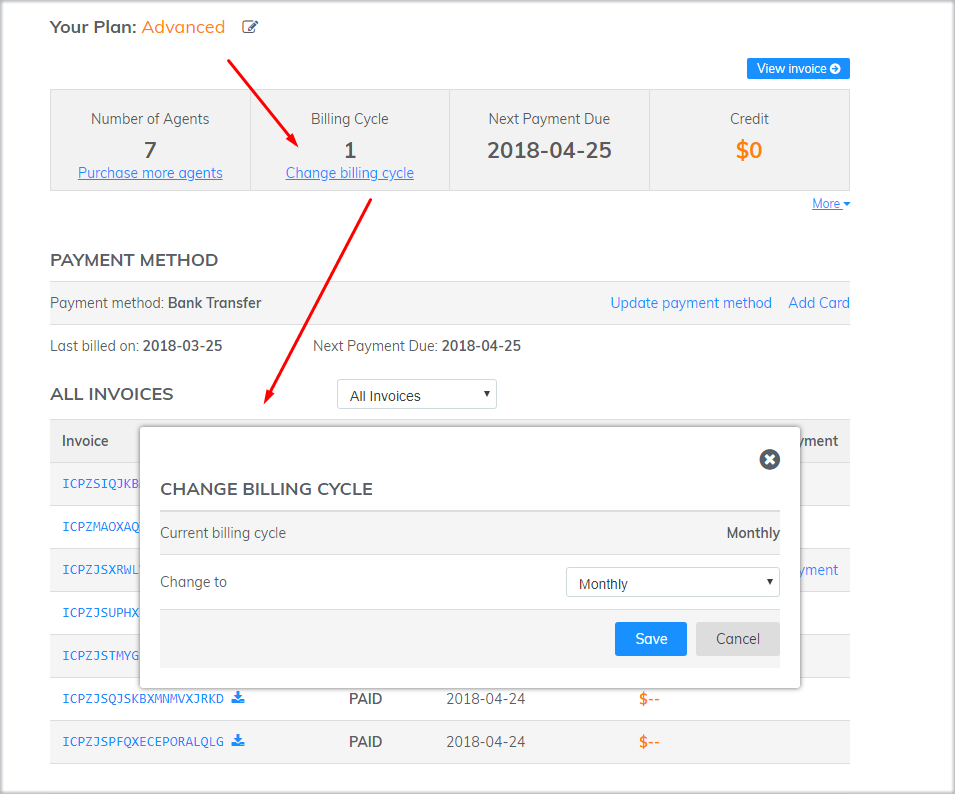 Your Plan: Advanced
View invoice
Number of Agents Billing Cycle Next Payment Due Credit
7 1 2018-04-25 $0
Purchase more agents Change billing cycle
More
PAYMENT METHOD
Payment method: Bank Transfer Update payment method Add Card
Last billed on: 2018-03-25 Next Payment Due: 2018-04-25
ALL INVOICES All Invoices
Invoice yment
CHANGE BILLING CYCLE
ICPZSIQJKB
Current billing cycle Monthly
ICPZMAOXAQ
ICPZJSXRWL yment
Change to Monthly
ICPZJSUPHX
Save Cancel
ICPZJSTMYG
ICPZJSQJSKBXMNMVXJRKD PAID 2018-04-24 $--
ICPZJSPFQXECEPORALQLG PAID 2018-04-24 $--